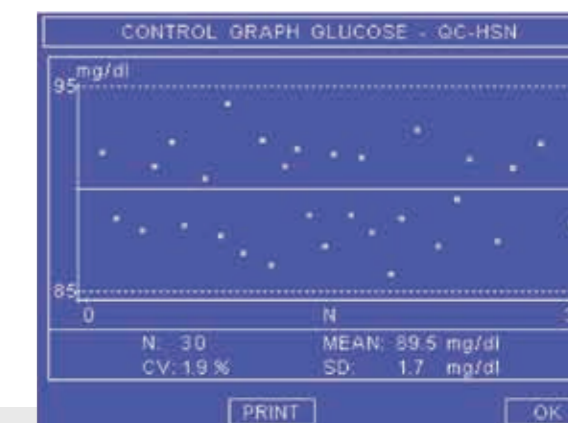 CONTROL GRAPH GLUCOSE - QC-HSN
mg/dl
95
85
0 N
N: 30 MEAN: 89.5 mg/dl
CV: 1.9 % SD: 1.7 mg/dl
PRINT OK